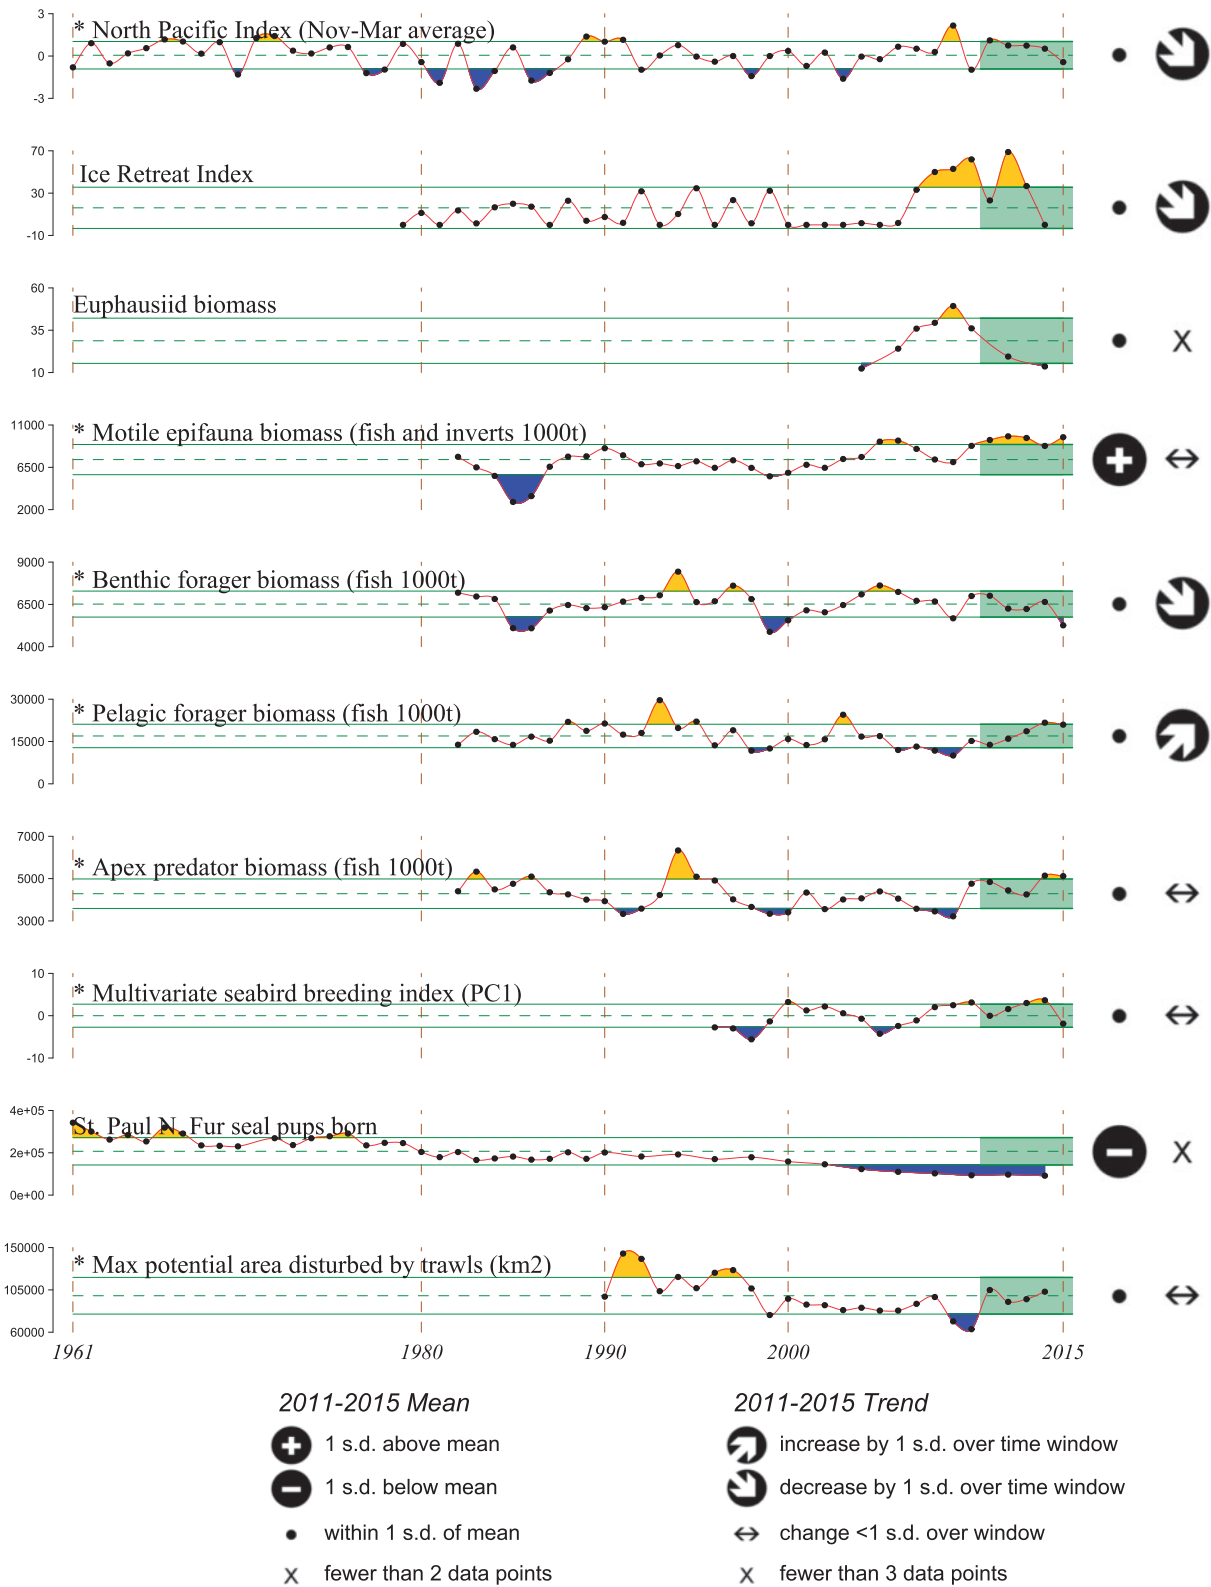 * North Pacific Index (Nov-Mar average)
3
0
-3
Ice Retreat Index
70
30
-10
Euphausiid biomass
60
35
10
X
* Motile epifauna biomass (fish and inverts 1000t)
11000
6500
2000
* Benthic forager biomass (fish 1000t)
9000
6500
4000
* Pelagic forager biomass (fish 1000t)
30000
15000
0
* Apex predator biomass (fish 1000t)
7000
5000
3000
* Multivariate seabird breeding index (PC1)
10
0
-10
St. Paul N. Fur seal pups born
4e+05
2e+05
0e+00
X
* Max potential area disturbed by trawls (km2)
150000
105000
60000
1961 1980 1990 2000 2015
2011-2015 Mean
1 s.d. above mean
1 s.d. below mean
within 1 s.d. of mean
X fewer than 2 data points
2011-2015 Trend
increase by 1 s.d. over time window
decrease by 1 s.d. over time window
change <1 s.d. over window
X fewer than 3 data points